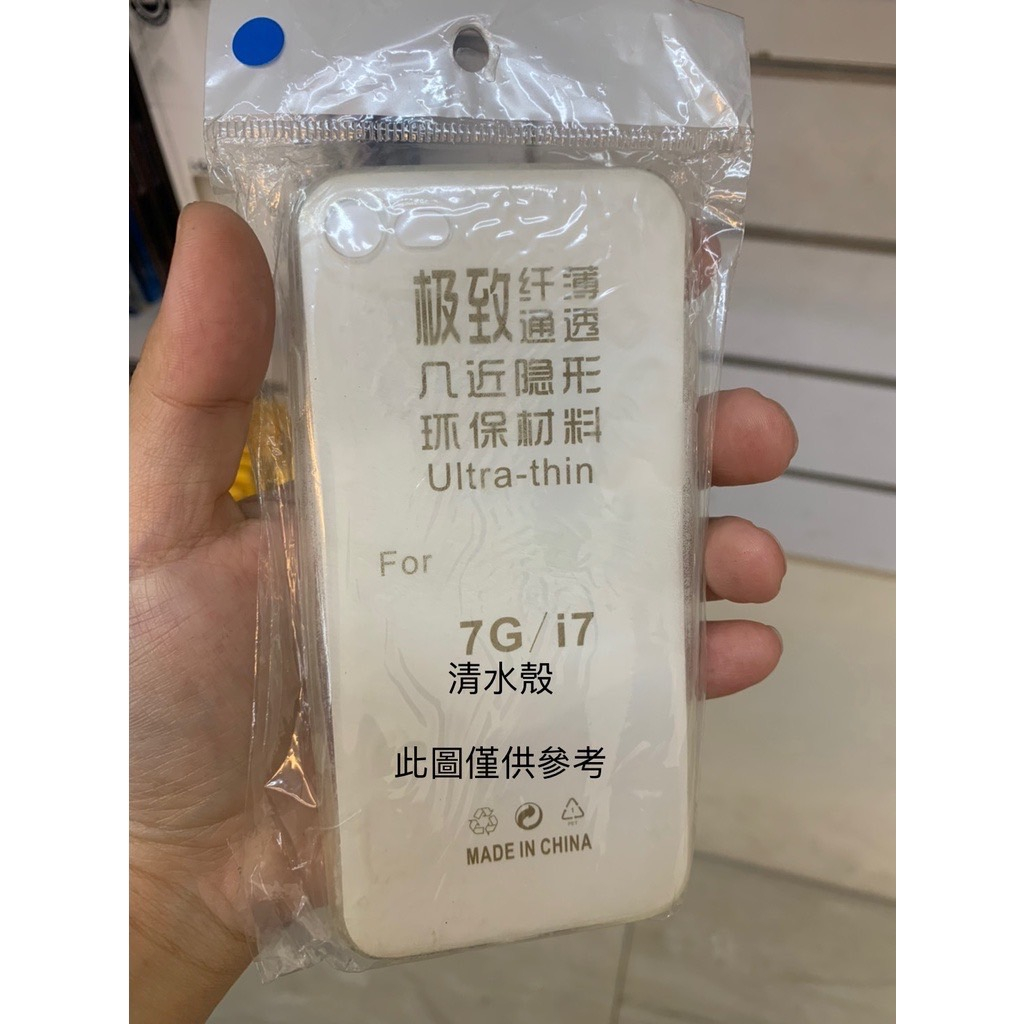 极致纤薄
通透
几近隐形
环保材料
Ultra-thin
For
7G/i7
清水殼
此圖僅供參考
MADE IN CHINA